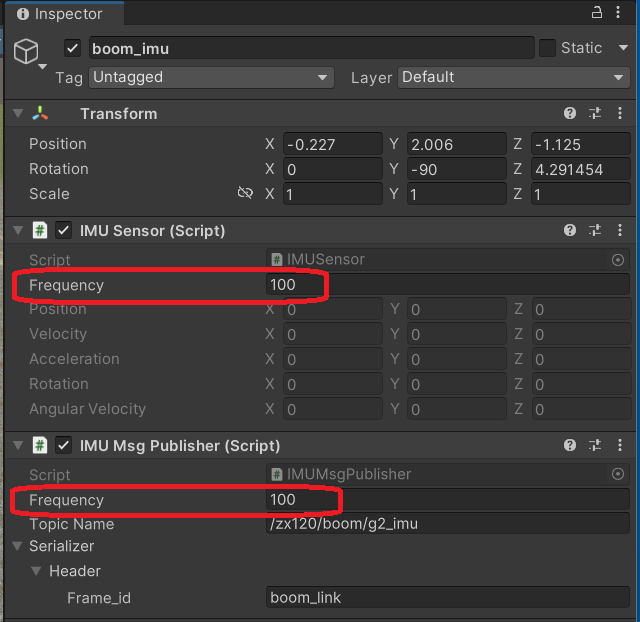 Inspector
boom_imu Static
Tag Untagged Layer Default
Transform
Position X -0.227 Y 2.006 Z -1.125
Rotation X 0 Y -90 Z 4.291454
Scale X 1 Y 1 Z 1
# IMU Sensor (Script)
Script # IMUSensor
Frequency 100
Position X 0 Y 0 Z 0
Velocity X 0 Y 0 Z 0
Acceleration X 0 Y 0 Z 0
Rotation X 0 Y 0 Z 0
Angular Velocity X 0 Y 0 Z 0
# IMU Msg Publisher (Script)
Script # IMUMsgPublisher
Frequency 100
Topic Name /zx120/boom/g2_imu
Serializer
Header
Frame_id boom_link